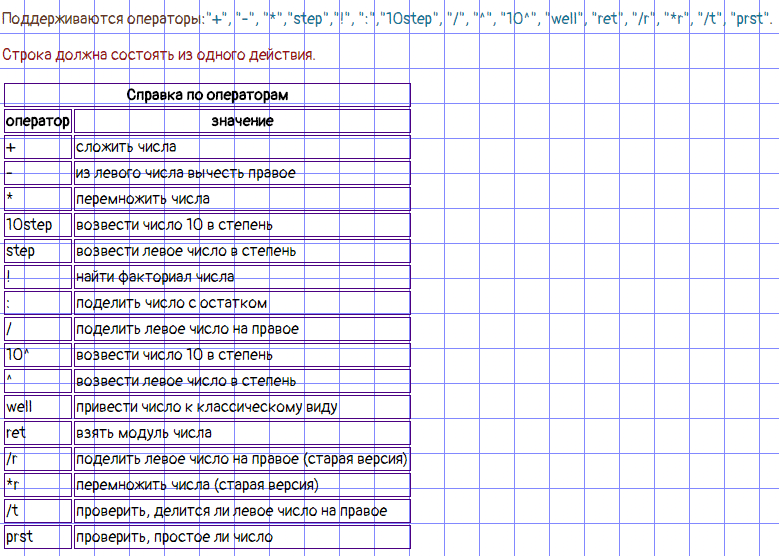 Поддерживаются операторы:"+", "-", "*","step","!", ":","10step", "/", "^", "10^", "well", "ret", "/r", "*r", "/t", "prst".
Строка должна состоять из одного действия.
Справка по операторам
оператор значение
+ сложить числа
- из левого числа вычесть правое
* перемножить числа
10step возвести число 10 в степень
step возвести левое число в степень
! найти факториал числа
: поделить число с остатком
/ поделить левое число на правое
10^ возвести число 10 в степень
^ возвести левое число в степень
well привести число к классическому виду
ret взять модуль числа
/r поделить левое число на правое (старая версия)
*r перемножить числа (старая версия)
/t проверить, делится ли левое число на правое
prst проверить, простое ли число